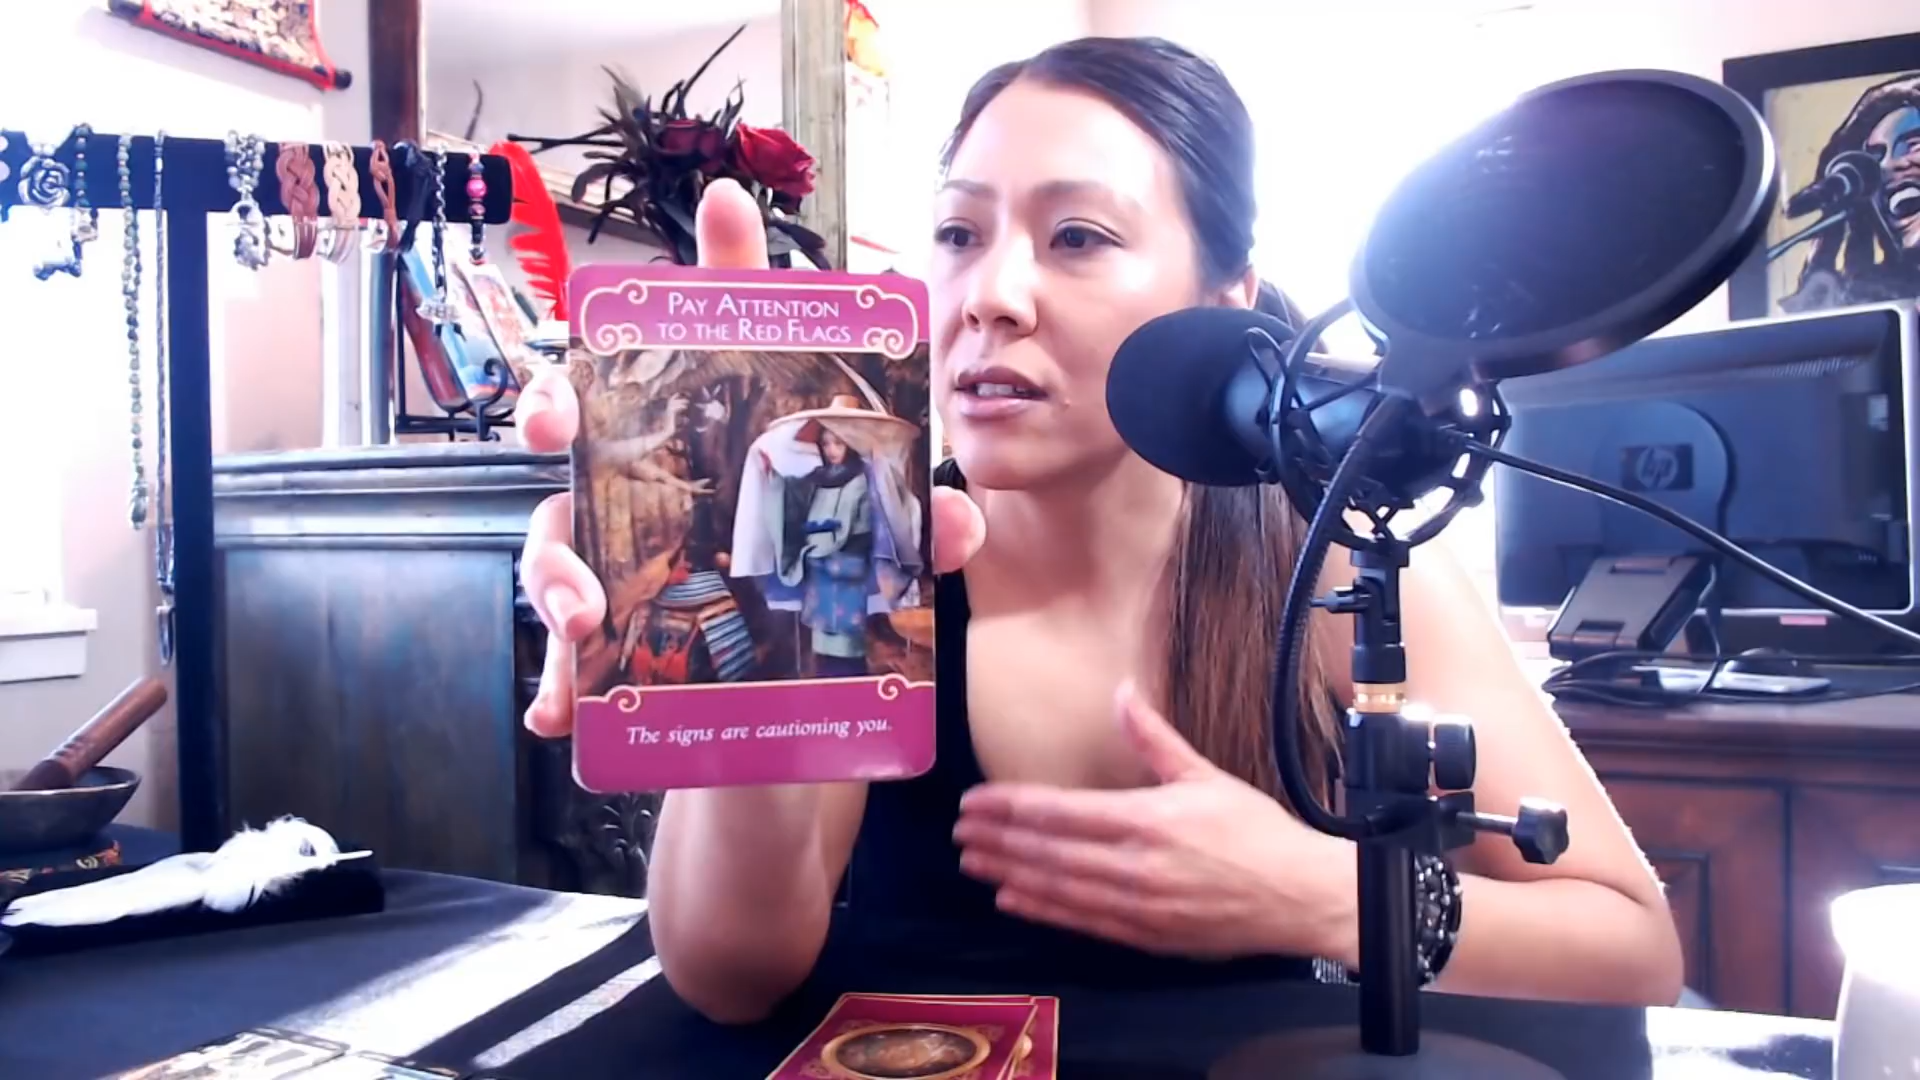 PAY ATTENTION
TO THE RED FLAGS
The signs are cautioning you.
hp